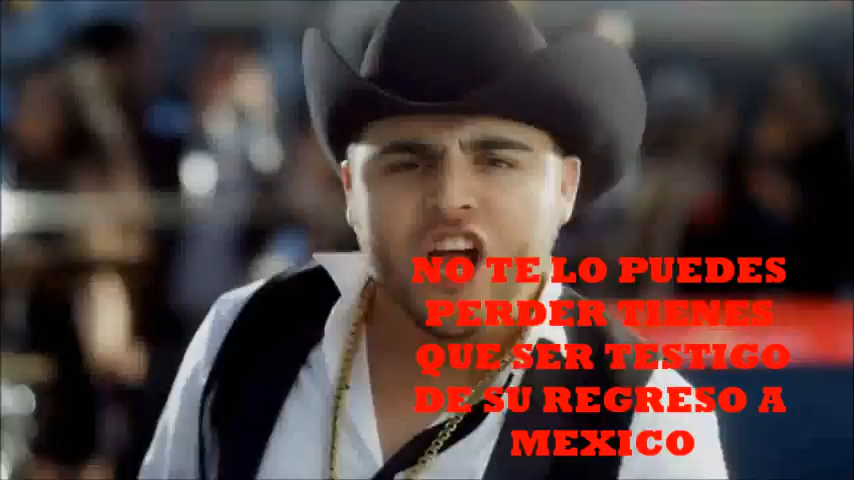 NO TE LO PUEDES
PERDER TIENES
QUE SER TESTIGO
DE SU REGRESO A
MEXICO